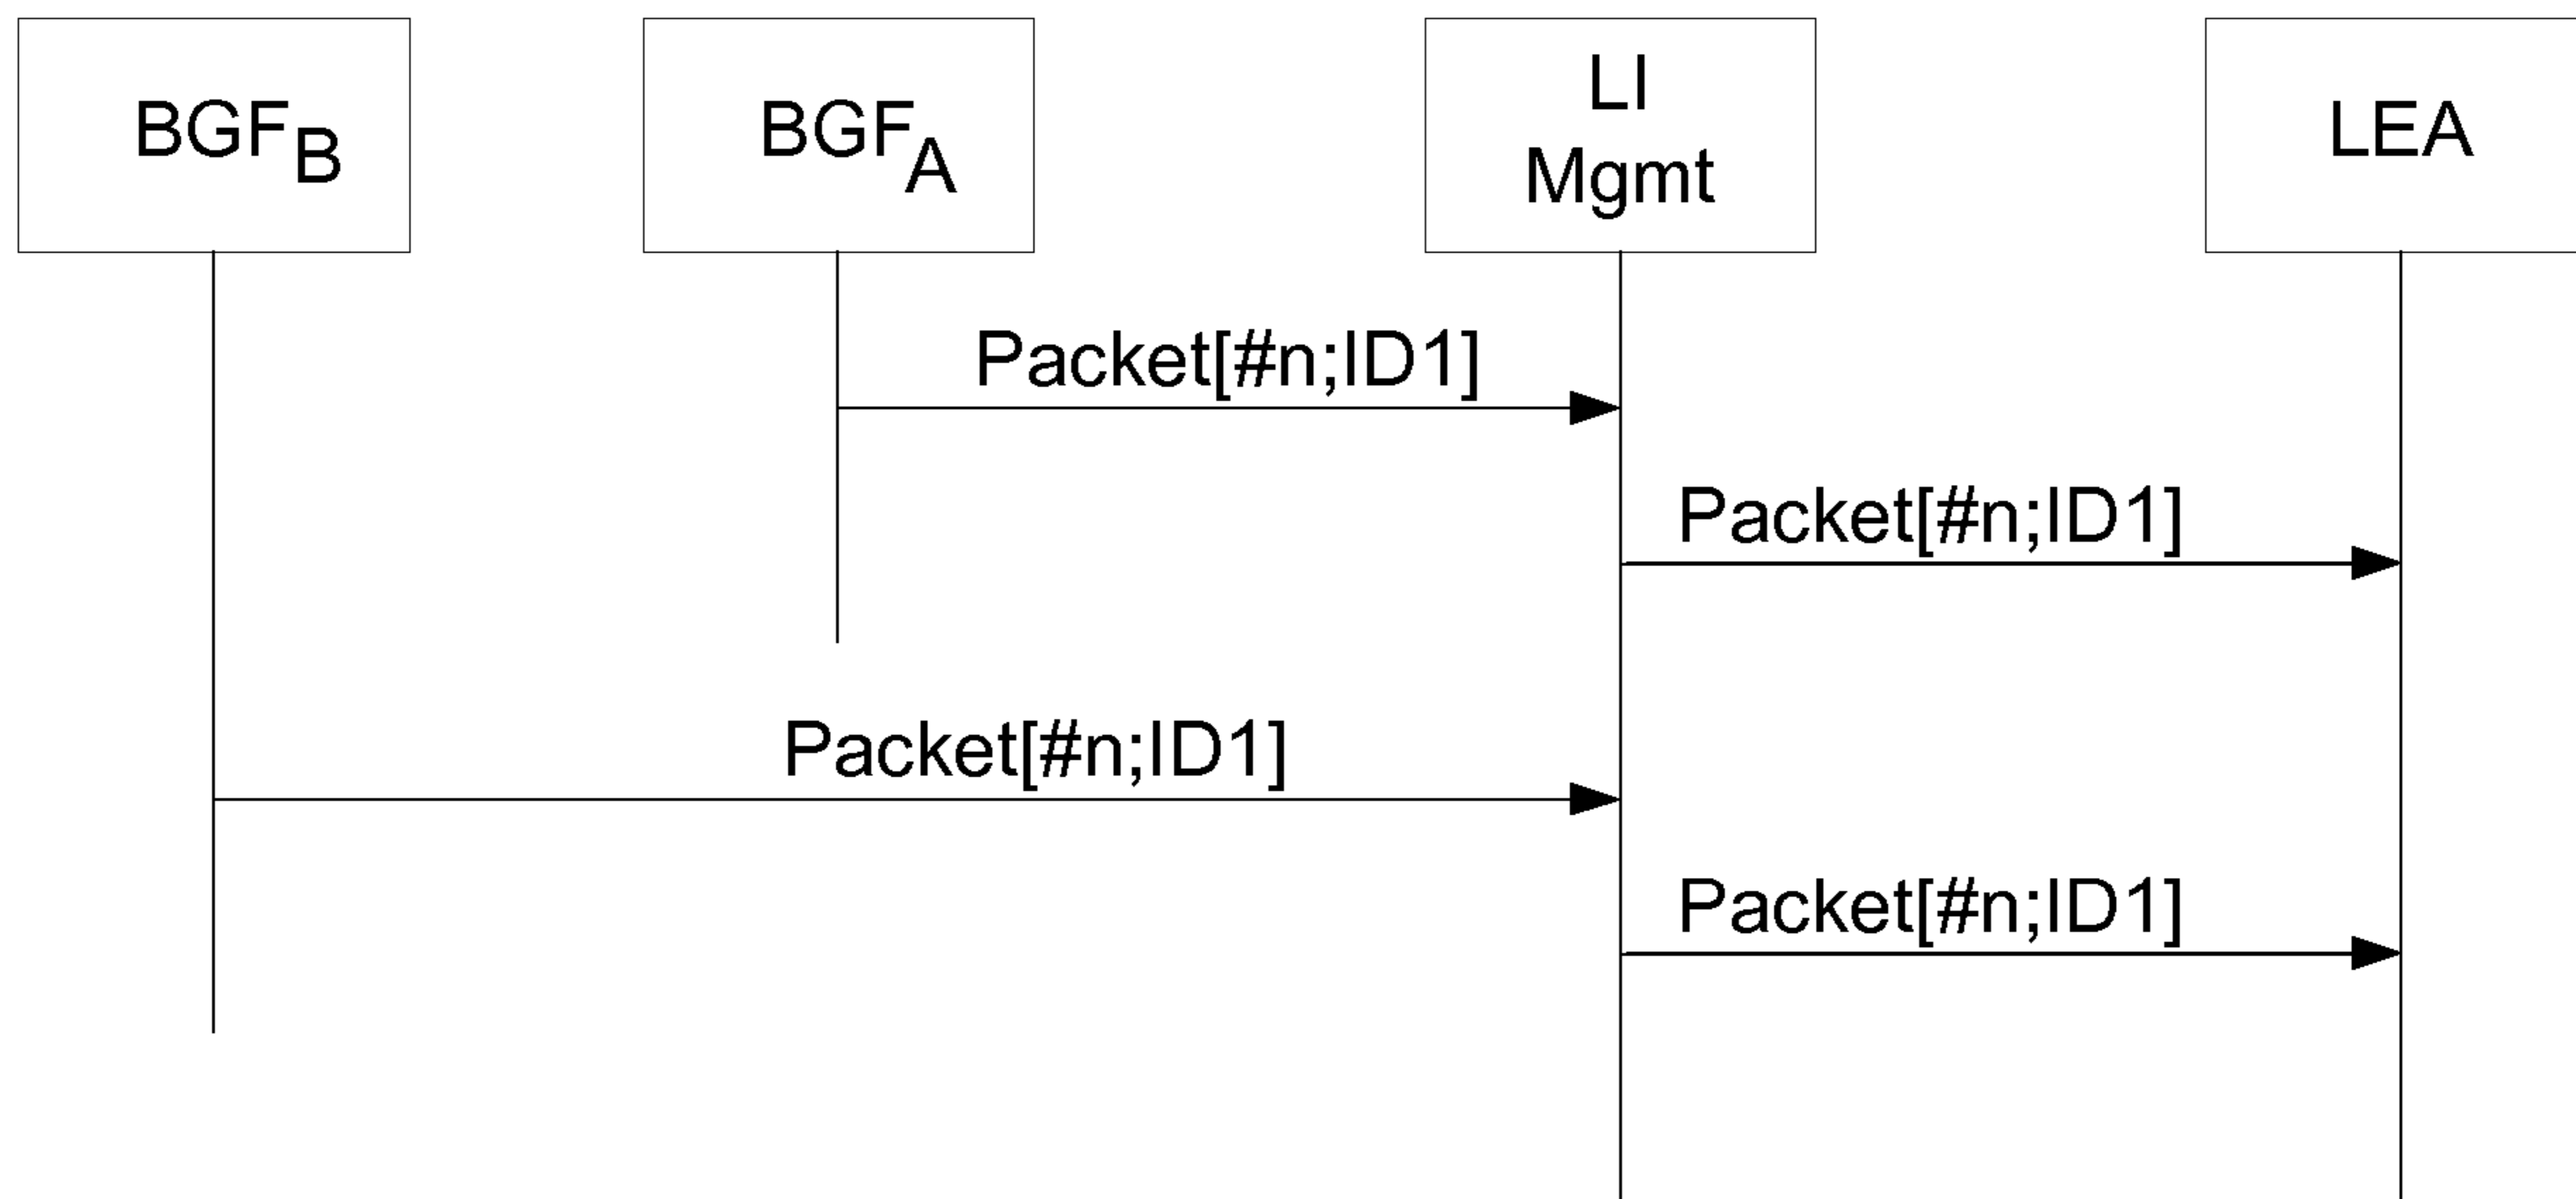 BGFB
BGFA
LI
Mgmt
LEA
Packet[#n;ID1]
Packet[#n;ID1]
Packet[#n;ID1]
Packet[#n;ID1]